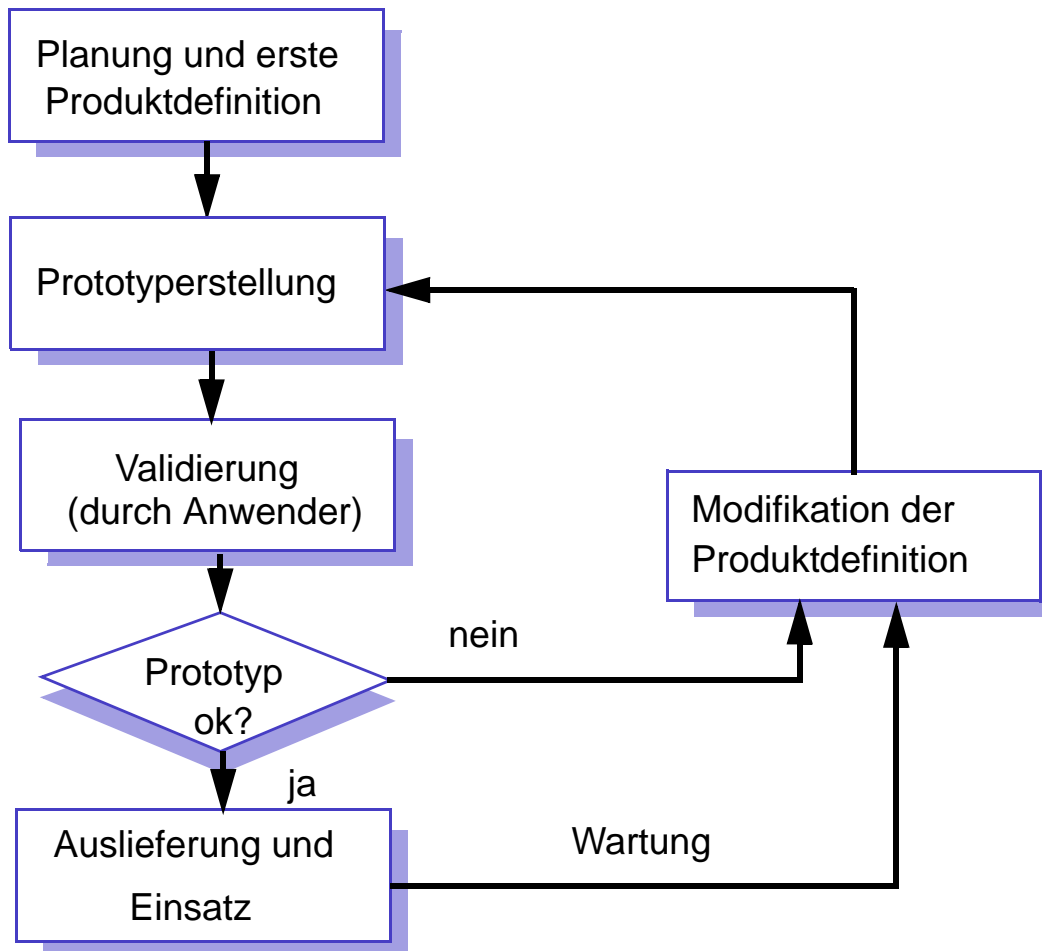 Planung und erste
Produktdefinition
Prototyperstellung
Validierung
(durch Anwender)
Modifikation der
Produktdefinition
nein
Prototyp
ok?
ja
Auslieferung und
Einsatz
Wartung